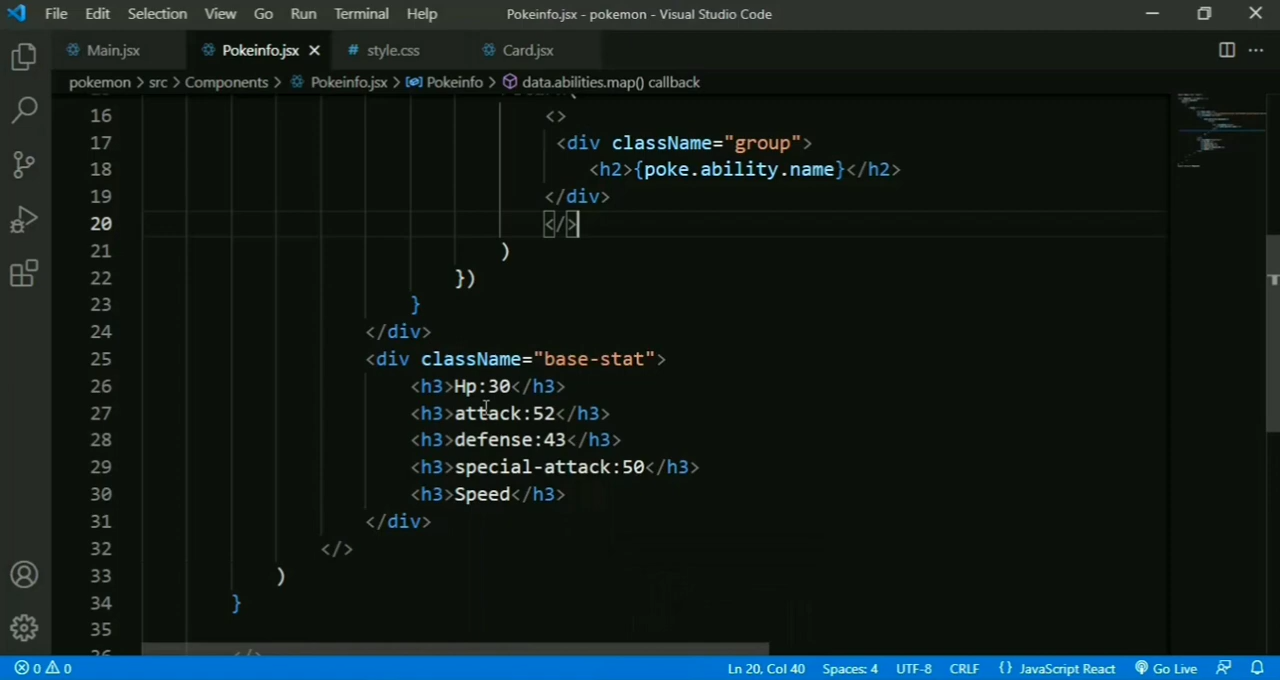 File Edit Selection View Go Run Terminal Help Pokeinfo.jsx - pokemon - Visual Studio Code
Main.jsx Pokeinfo.jsx # style.css Card.jsx
pokemon > src > Components > Pokeinfo.jsx > Pokeinfo > data.abilities.map() callback
16 <>
17 <div className="group">
18 <h2>{poke.ability.name}</h2>
19 </div>
20 </>
21 )
22 })
23 }
24 </div>
25 <div className="base-stat">
26 <h3>Hp:30</h3>
27 <h3>attack:52</h3>
28 <h3>defense:43</h3>
29 <h3>special-attack:50</h3>
30 <h3>Speed</h3>
31 </div>
32 </>
33 )
34 }
35
0 0 Ln 20, Col 40 Spaces: 4 UTF-8 CRLF {} JavaScript React Go Live